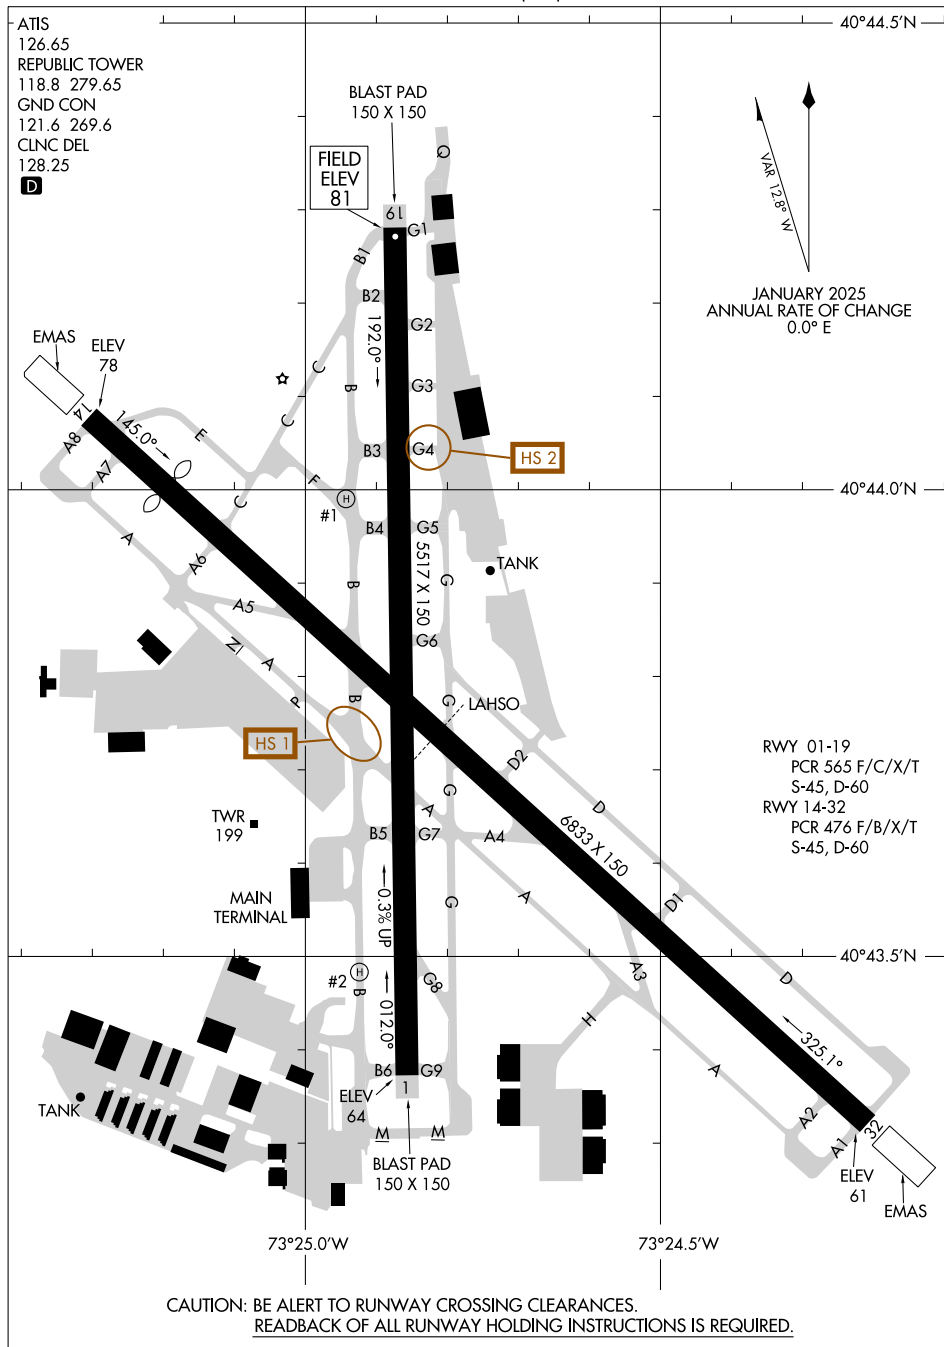 ATIS
126.65
REPUBLIC TOWER
118.8 279.65
GND CON
121.6 269.6
CLNC DEL
128.25
D
40°44.5'N
BLAST PAD
150 X 150
FIELD
ELEV
81
19
Q
G1
B1
B2
G2
192.0°
VAR 12.8° W
JANUARY 2025
ANNUAL RATE OF CHANGE
0.0° E
EMAS
ELEV
78
14
145.0°
C
C
B
G3
E
A8
A7
B3
G4
HS 2
F
C
H
#1
40°44.0'N
A
B4
G5
A6
5517 X 150
TANK
B
G
A5
G6
Z
A
P
B
G
LAHSO
HS 1
D2
RWY 01-19
PCR 565 F/C/X/T
S-45, D-60
RWY 14-32
PCR 476 F/B/X/T
S-45, D-60
G
D
TWR
199
A
B5
G7
A4
6833 X 150
MAIN
TERMINAL
0.3% UP
G
A
D1
40°43.5'N
H
#2
B
G8
A3
D
012.0°
H
325.1°
B6
G9
A
ELEV
64
1
TANK
A2
M
M
A1
32
BLAST PAD
150 X 150
ELEV
61
EMAS
73°25.0'W
73°24.5'W
CAUTION: BE ALERT TO RUNWAY CROSSING CLEARANCES.
READBACK OF ALL RUNWAY HOLDING INSTRUCTIONS IS REQUIRED.